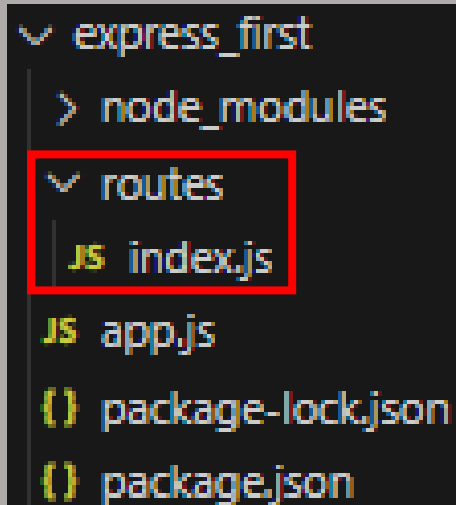 express_first
node_modules
routes
JS index.js
JS app.js
{} package-lock.json
{} package.json